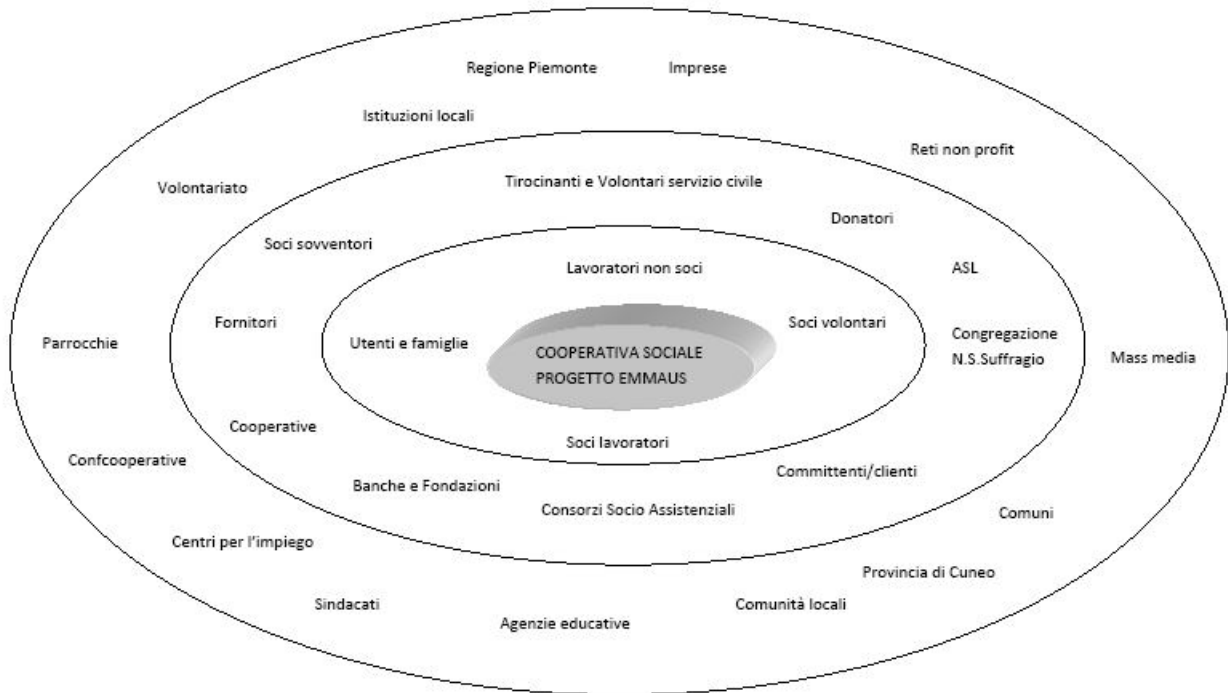 Regione Piemonte
Imprese
Istituzioni locali
Reti non profit
Volontariato
Tirocinanti e Volontari servizio civile
Donatori
Soci sovventori
Lavoratori non soci
ASL
Fornitori
Soci volontari
Parrocchie
Utenti e famiglie
COOPERATIVA SOCIALE
PROGETTO EMMAUS
Congregazione
N.S.Suffragio
Mass media
Cooperative
Soci lavoratori
Confcooperative
Committenti/clienti
Banche e Fondazioni
Consorzi Socio Assistenziali
Comuni
Centri per l'impiego
Provincia di Cuneo
Sindacati
Comunità locali
Agenzie educative